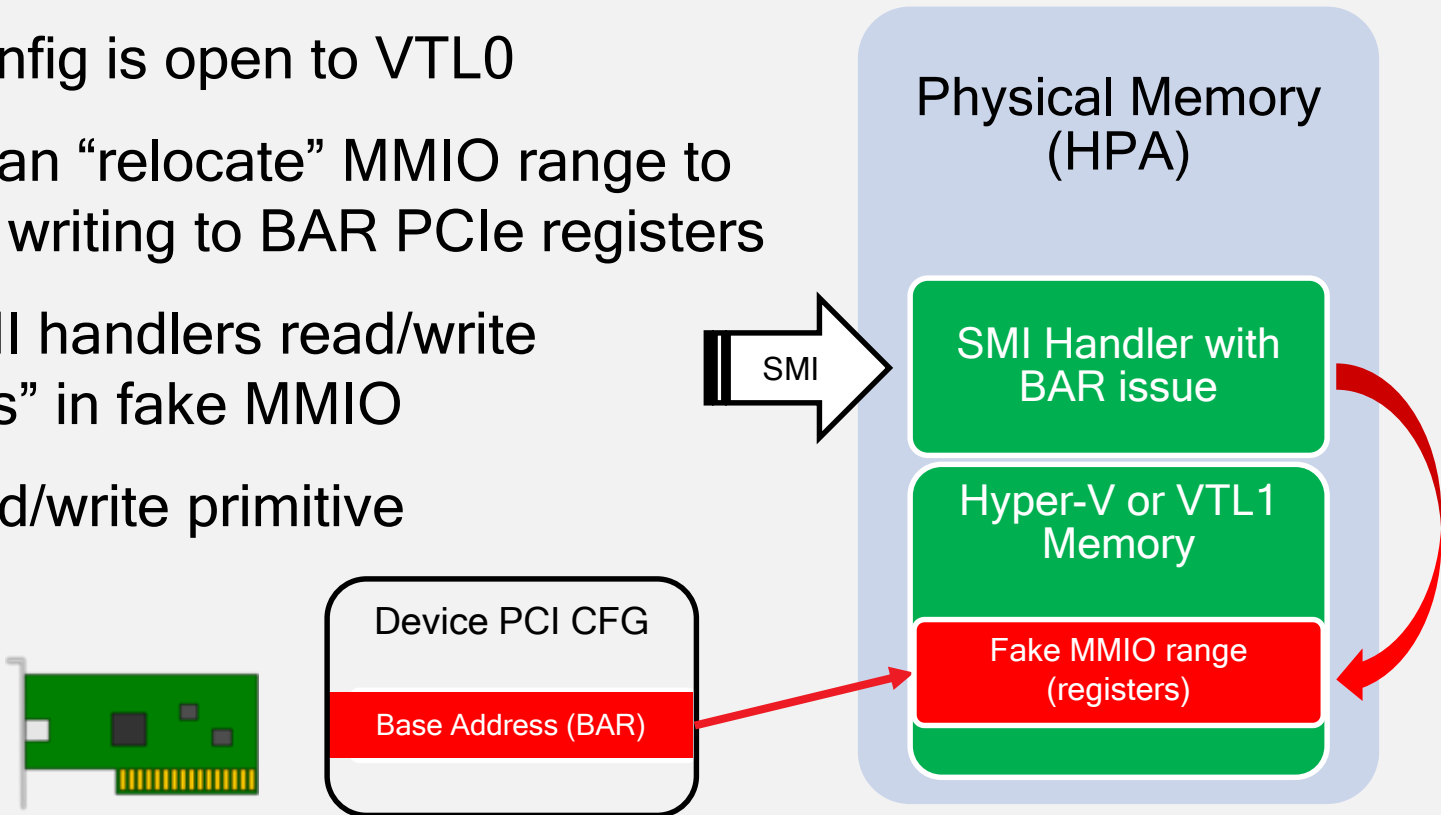 nfig is open to VTL0
an “relocate” MMIO range to
writing to BAR PCIe registers
II handlers read/write
s” in fake MMIO
d/write primitive
Physical Memory
(HPA)
SMI
SMI Handler with
BAR issue
Hyper-V or VTL1
Memory
Fake MMIO range
(registers)
Device PCI CFG
Base Address (BAR)